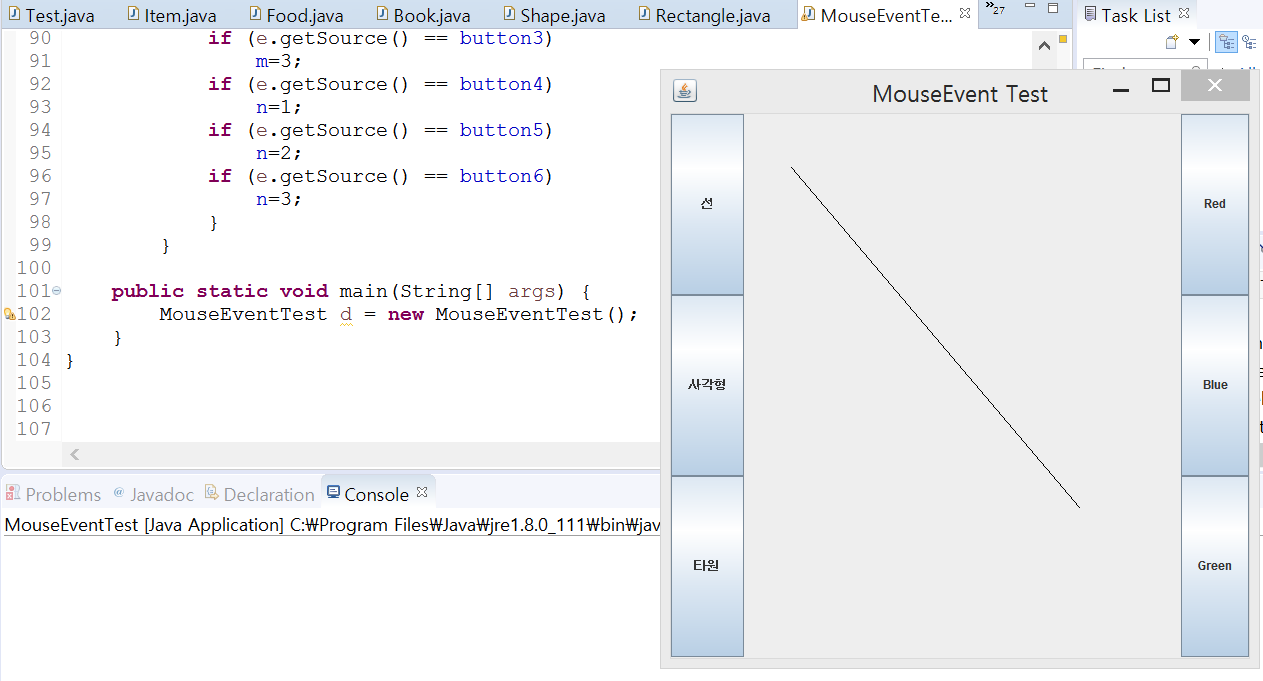 Test.java Item.java Food.java Book.java Shape.java Rectangle.java MouseEventTe... »27 Task List
90 if (e.getSource() == button3)
91 m=3;
92 if (e.getSource() == button4)
93 n=1;
94 if (e.getSource() == button5)
95 n=2;
96 if (e.getSource() == button6)
97 n=3;
98 }
99 }
100
101 public static void main(String[] args) {
102 MouseEventTest d = new MouseEventTest();
103 }
104 }
105
106
107
Problems @ Javadoc Declaration Console
MouseEventTest [Java Application] C:₩Program Files₩Java₩jre1.8.0_111₩bin₩jav
MouseEvent Test
선 Red
사각형 Blue
타원 Green